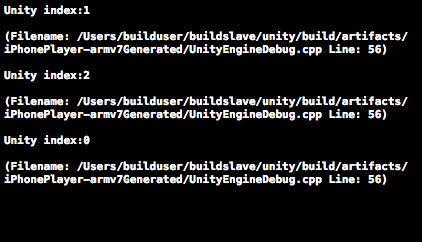 Unity index:1
(Filename: /Users/builduser/buildslave/unity/build/artifacts/
iPhonePlayer-armv7Generated/UnityEngineDebug.cpp Line: 56)
Unity index:2
(Filename: /Users/builduser/buildslave/unity/build/artifacts/
iPhonePlayer-armv7Generated/UnityEngineDebug.cpp Line: 56)
Unity index:0
(Filename: /Users/builduser/buildslave/unity/build/artifacts/
iPhonePlayer-armv7Generated/UnityEngineDebug.cpp Line: 56)